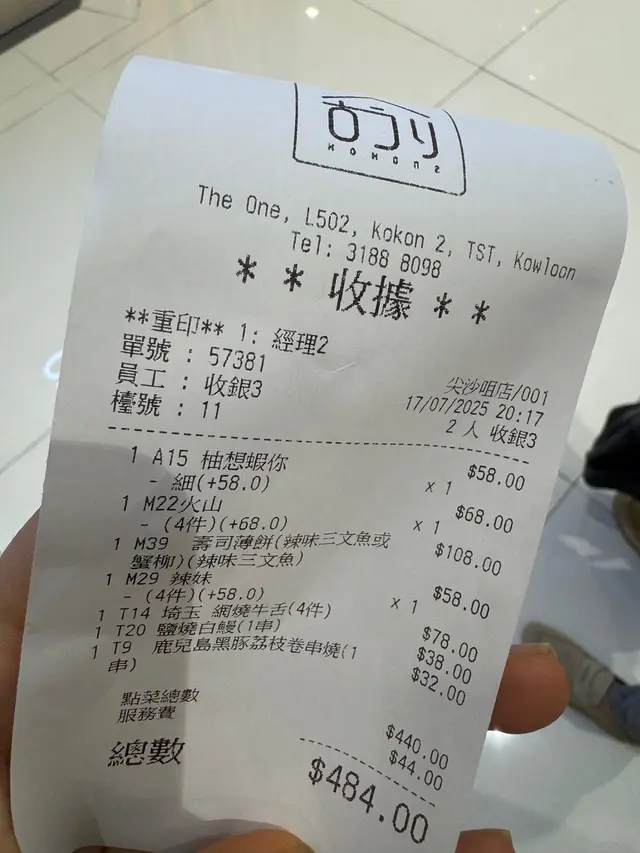 古つり
KOKON2
The One, L502, Kokon 2, TST, Kowloon
Tel: 3188 8098
* * 收據 * *
**重印** 1: 經理2
單號 : 57381
尖沙咀店/001
員工 : 收銀3
17/07/2025 20:17
檯號 : 11
2 人 收銀3
1 A15 柚想蝦你 $58.00
- 細(+58.0) x 1
1 M22火山 $68.00
- (4件)(+68.0) x 1
1 M39 壽司薄餅(辣味三文魚或 $108.00
蟹柳)(辣味三文魚)
1 M29 辣妹 $58.00
- (4件)(+58.0) x 1
1 T14 埼玉 網燒牛舌(4件) $78.00
1 T20 鹽燒白鰻(1串) $38.00
1 T9 鹿兒島黑豚荔枝卷串燒(1 $32.00
串)
點菜總數 $440.00
服務費 $44.00
總數 $484.00